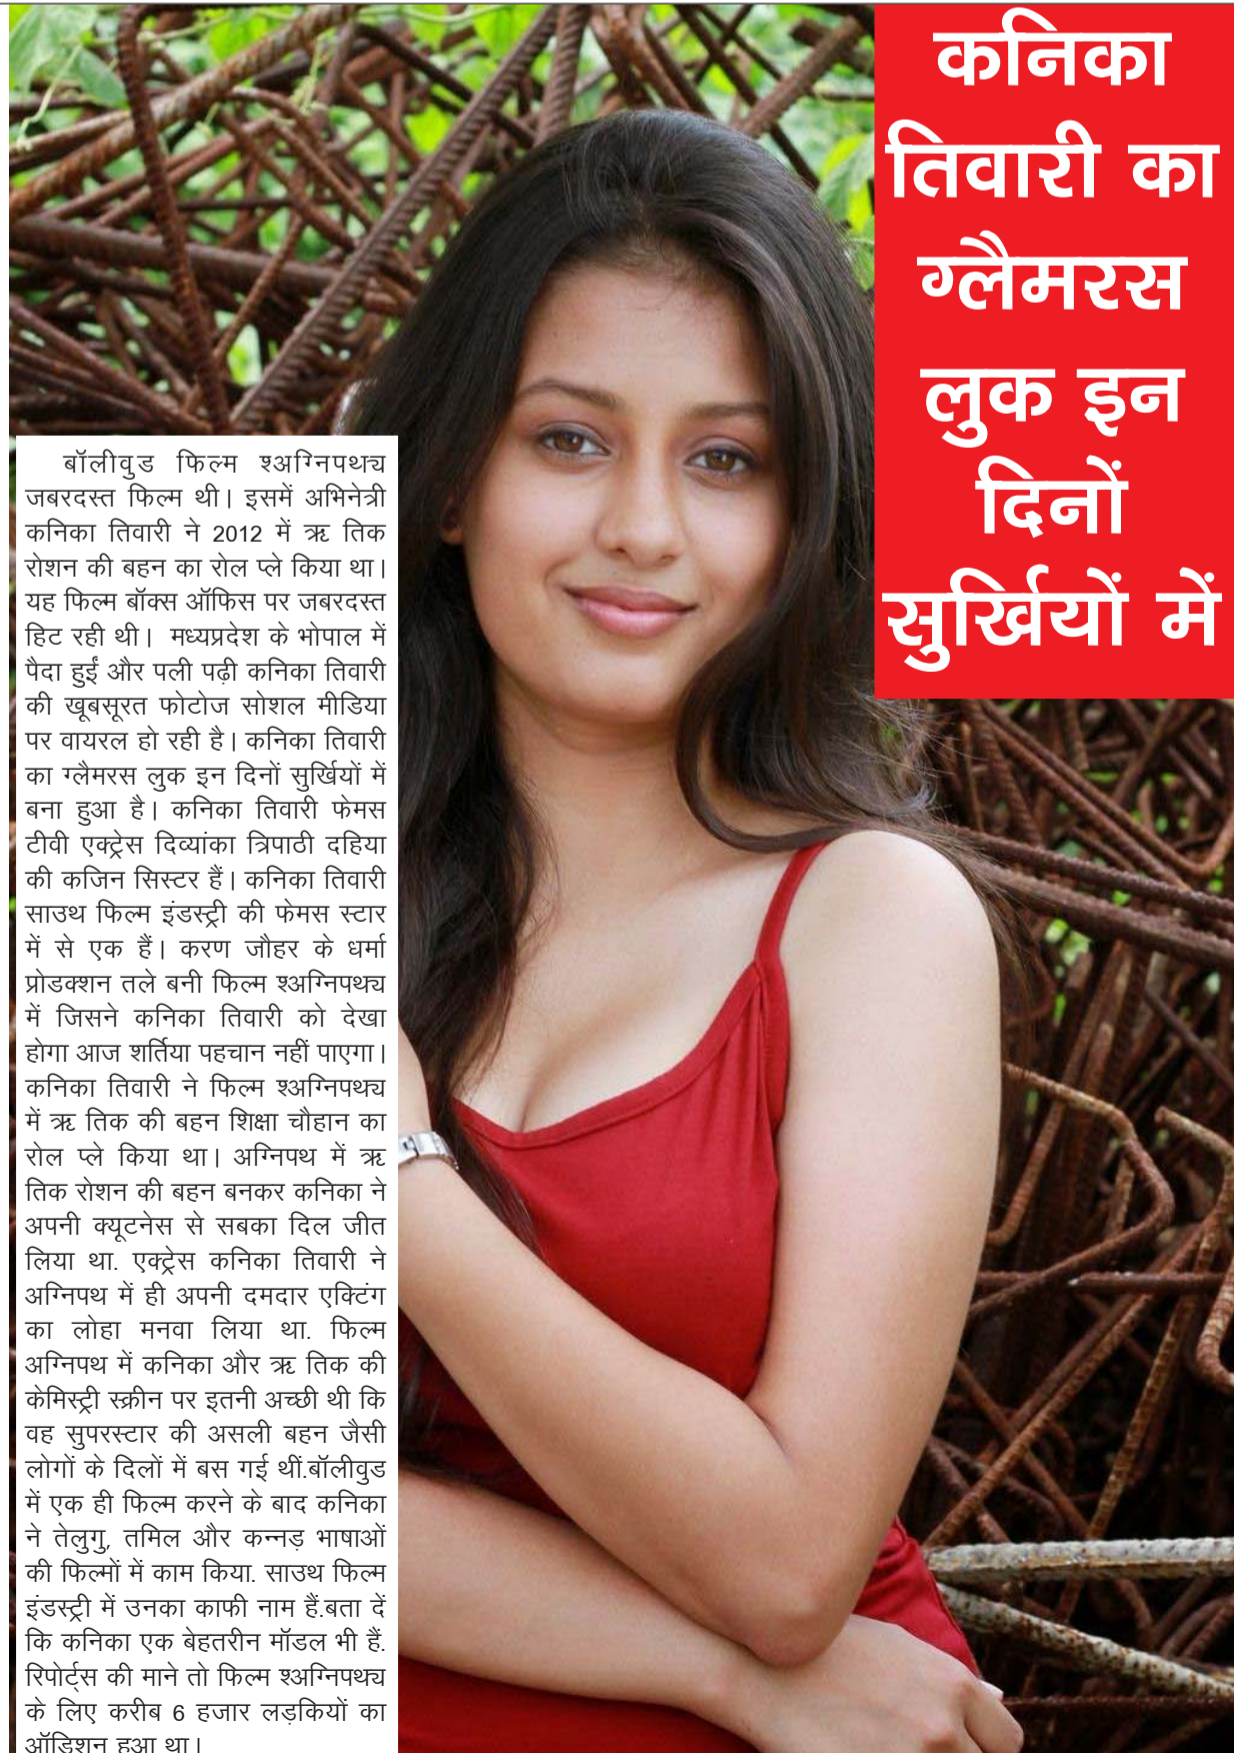 कनिका
तिवारी का
ग्लैमरस
लुक इन
दिनों
सुर्खियों में
बॉलीवुड फिल्म श्अग्निपथ्य
जबरदस्त फिल्म थी। इसमें अभिनेत्री
कनिका तिवारी ने 2012 में ऋ तिक
रोशन की बहन का रोल प्ले किया था।
यह फिल्म बॉक्स ऑफिस पर जबरदस्त
हिट रही थी। मध्यप्रदेश के भोपाल में
पैदा हुईं और पली पढ़ी कनिका तिवारी
की खूबसूरत फोटोज सोशल मीडिया
पर वायरल हो रही है। कनिका तिवारी
का ग्लैमरस लुक इन दिनों सुर्खियों में
बना हुआ है। कनिका तिवारी फेमस
टीवी एक्ट्रेस दिव्यांका त्रिपाठी दहिया
की कजिन सिस्टर हैं। कनिका तिवारी
साउथ फिल्म इंडस्ट्री की फेमस स्टार
में से एक हैं। करण जौहर के धर्मा
प्रोडक्शन तले बनी फिल्म श्अग्निपथ्य
में जिसने कनिका तिवारी को देखा
होगा आज शर्तिया पहचान नहीं पाएगा।
कनिका तिवारी ने फिल्म श्अग्निपथ्य
में ऋ तिक की बहन शिक्षा चौहान का
रोल प्ले किया था। अग्निपथ में ऋ
तिक रोशन की बहन बनकर कनिका ने
अपनी क्यूटनेस से सबका दिल जीत
लिया था. एक्ट्रेस कनिका तिवारी ने
अग्निपथ में ही अपनी दमदार एक्टिंग
का लोहा मनवा लिया था. फिल्म
अग्निपथ में कनिका और ऋ तिक की
केमिस्ट्री स्क्रीन पर इतनी अच्छी थी कि
वह सुपरस्टार की असली बहन जैसी
लोगों के दिलों में बस गई थीं.बॉलीवुड
में एक ही फिल्म करने के बाद कनिका
ने तेलुगु, तमिल और कन्नड़ भाषाओं
की फिल्मों में काम किया. साउथ फिल्म
इंडस्ट्री में उनका काफी नाम हैं.बता दें
कि कनिका एक बेहतरीन मॉडल भी हैं.
रिपोर्ट्स की माने तो फिल्म श्अग्निपथ्य
के लिए करीब 6 हजार लड़कियों का
ऑडिशन हुआ था।